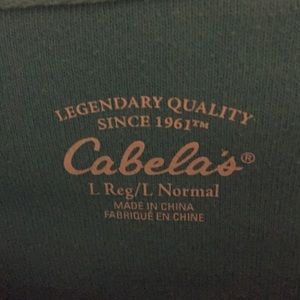 LEGENDARY QUALITY
SINCE 1961™
Cabela's®
L Reg/L Normal
MADE IN CHINA
FABRIQUÉ EN CHINE